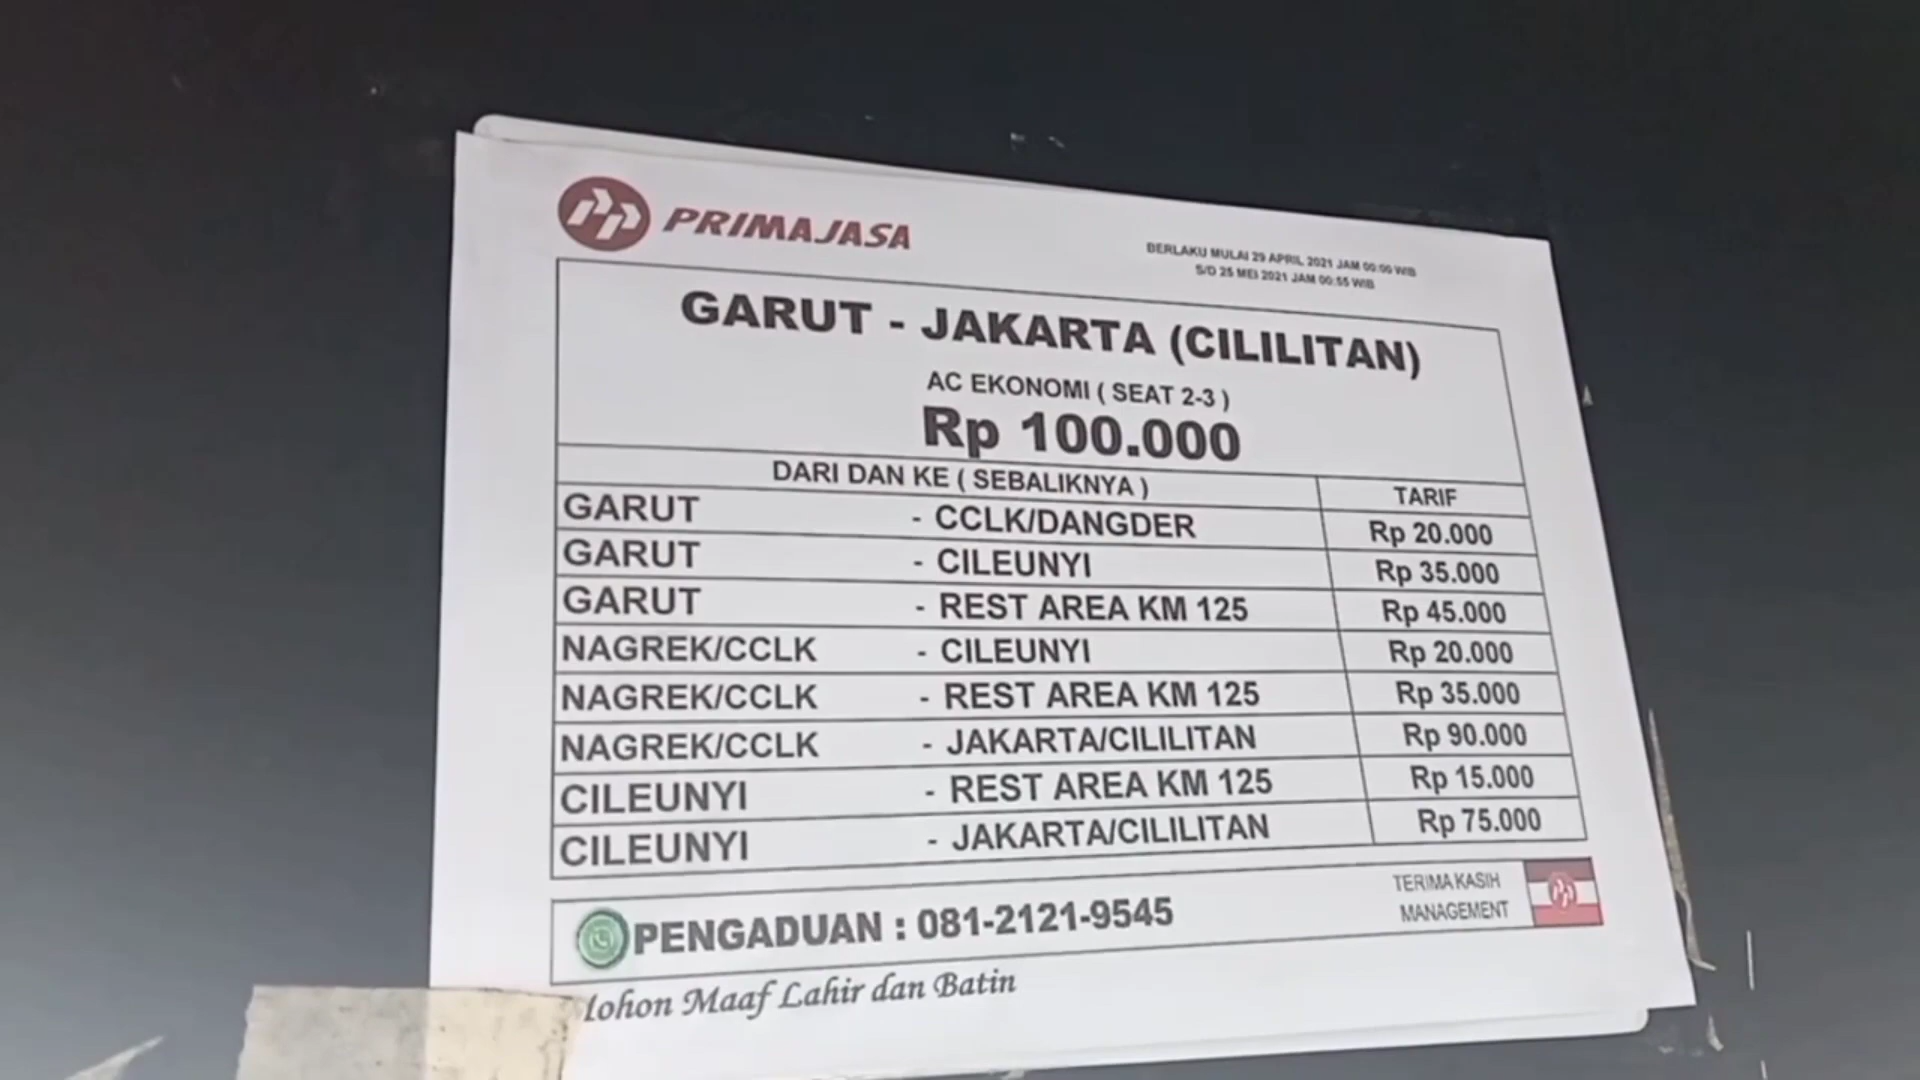 PRIMAJASA
BERLAKU MULAI 29 APRIL 2021 JAM 00:00 WIB
S/D 25 MEI 2021 JAM 00:55 WIB
GARUT - JAKARTA (CILILITAN)
AC EKONOMI ( SEAT 2-3 )
Rp 100.000
DARI DAN KE ( SEBALIKNYA ) TARIF
GARUT - CCLK/DANGDER Rp 20.000
GARUT - CILEUNYI Rp 35.000
GARUT - REST AREA KM 125 Rp 45.000
NAGREK/CCLK - CILEUNYI Rp 20.000
NAGREK/CCLK - REST AREA KM 125 Rp 35.000
NAGREK/CCLK - JAKARTA/CILILITAN Rp 90.000
CILEUNYI - REST AREA KM 125 Rp 15.000
CILEUNYI - JAKARTA/CILILITAN Rp 75.000
PENGADUAN : 081-2121-9545
TERIMA KASIH
MANAGEMENT
Mohon Maaf Lahir dan Batin